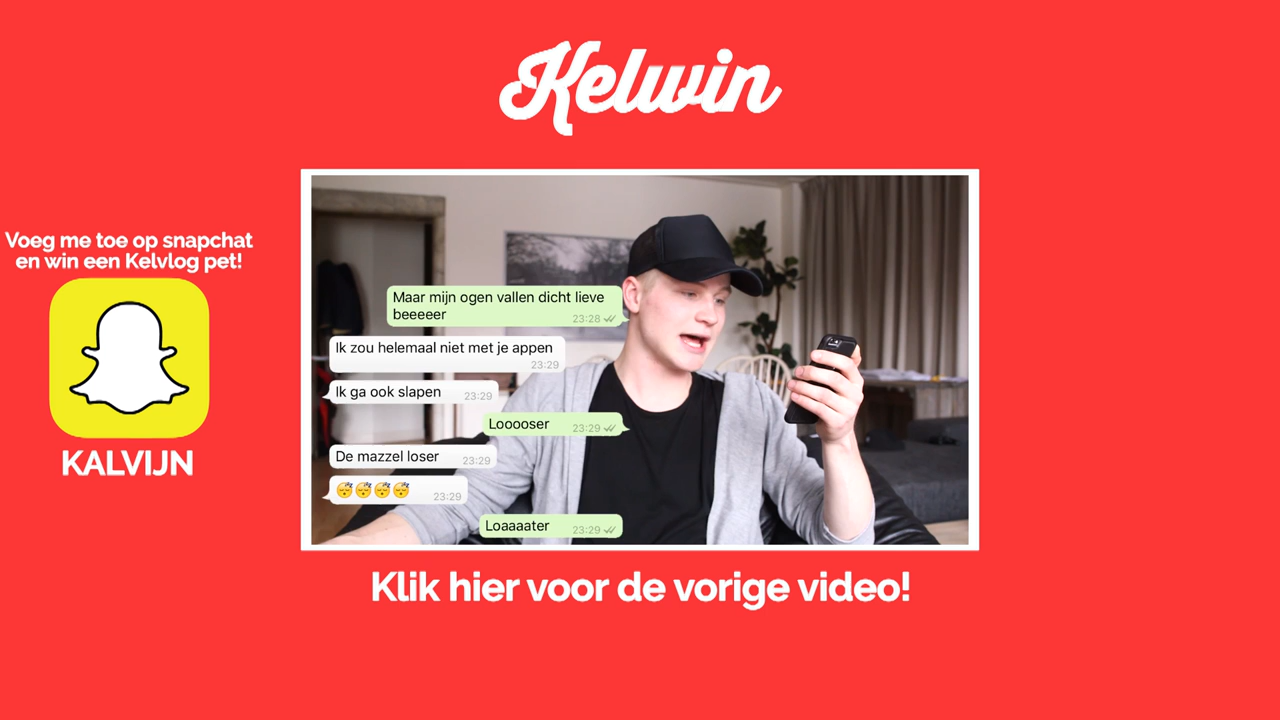 Kelwin
Voeg me toe op snapchat
en win een Kelvlog pet!
KALVIJN
Maar mijn ogen vallen dicht lieve
beeeeer
23:28
Ik zou helemaal niet met je appen
23:29
Ik ga ook slapen 23:29
Looooser 23:29
De mazzel loser 23:29
😴😴😴😴 23:29
Loaaaater 23:29
Klik hier voor de vorige video!